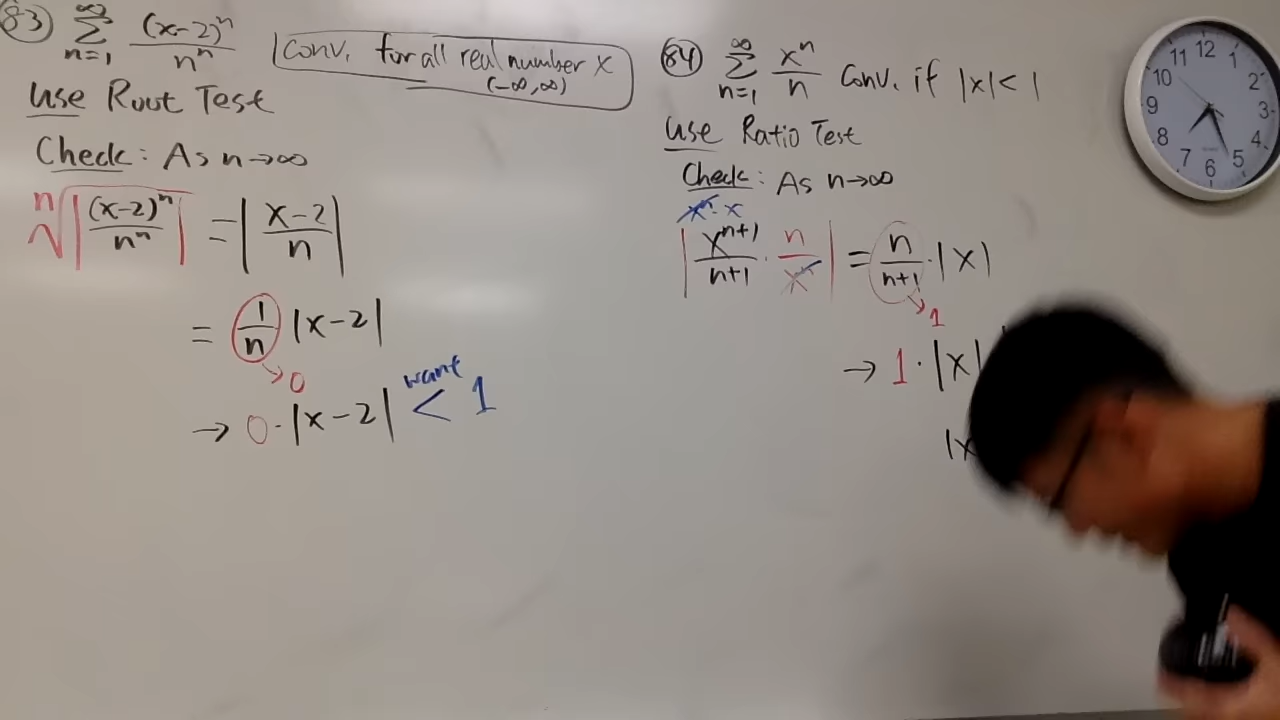 83) ∞ ∑ n=1 (x-2)^n / n^n conv. for all real number x
(-∞,∞)
Use Root Test
Check: As n→∞
n√|(x-2)^n / n^n| = |x-2 / n|
= 1/n |x-2|
→0
→ 0·|x-2| < 1
want
84) ∞ ∑ n=1 x^n / n Conv. if |x|<1
Use Ratio Test
Check: As n→∞
x^n·x
|x^{n+1} / n+1 · n / x^n| = n / n+1 ·|x|
→1
→ 1·|x|
|x
12
1
2
3
4
5
6
7
8
9
10
11